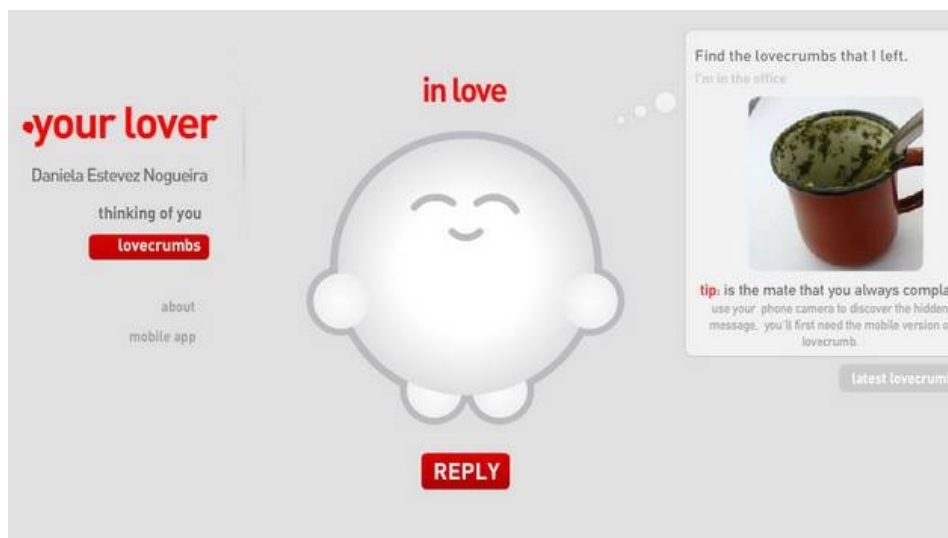 your lover
Daniela Estevez Nogueira
thinking of you
lovecrumbs
about
mobile app
in love
REPLY
Find the lovecrumbs that I left.
I'm in the office
tip: is the mate that you always compla
use your phone camera to discover the hidden
message, you'll first need the mobile version o
lovecrumb.
latest lovecrum